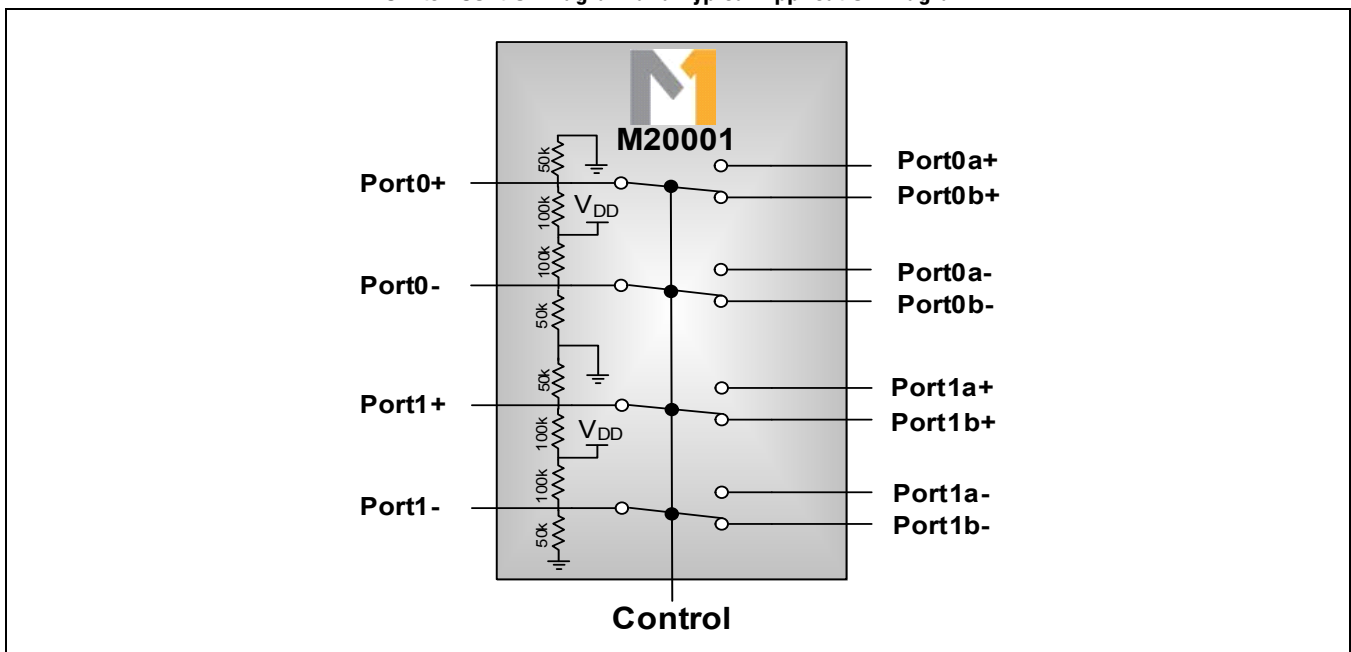 M20001
Port0+
Port0-
Port1+
Port1-
50k
100k
V_DD
100k
50k
50k
100k
V_DD
100k
50k
Port0a+
Port0b+
Port0a-
Port0b-
Port1a+
Port1b+
Port1a-
Port1b-
Control